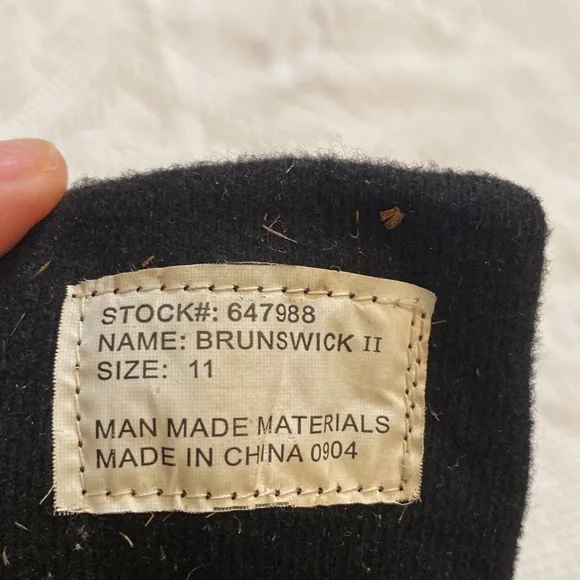 STOCK#: 647988
NAME: BRUNSWICK II
SIZE: 11
MAN MADE MATERIALS
MADE IN CHINA 0904